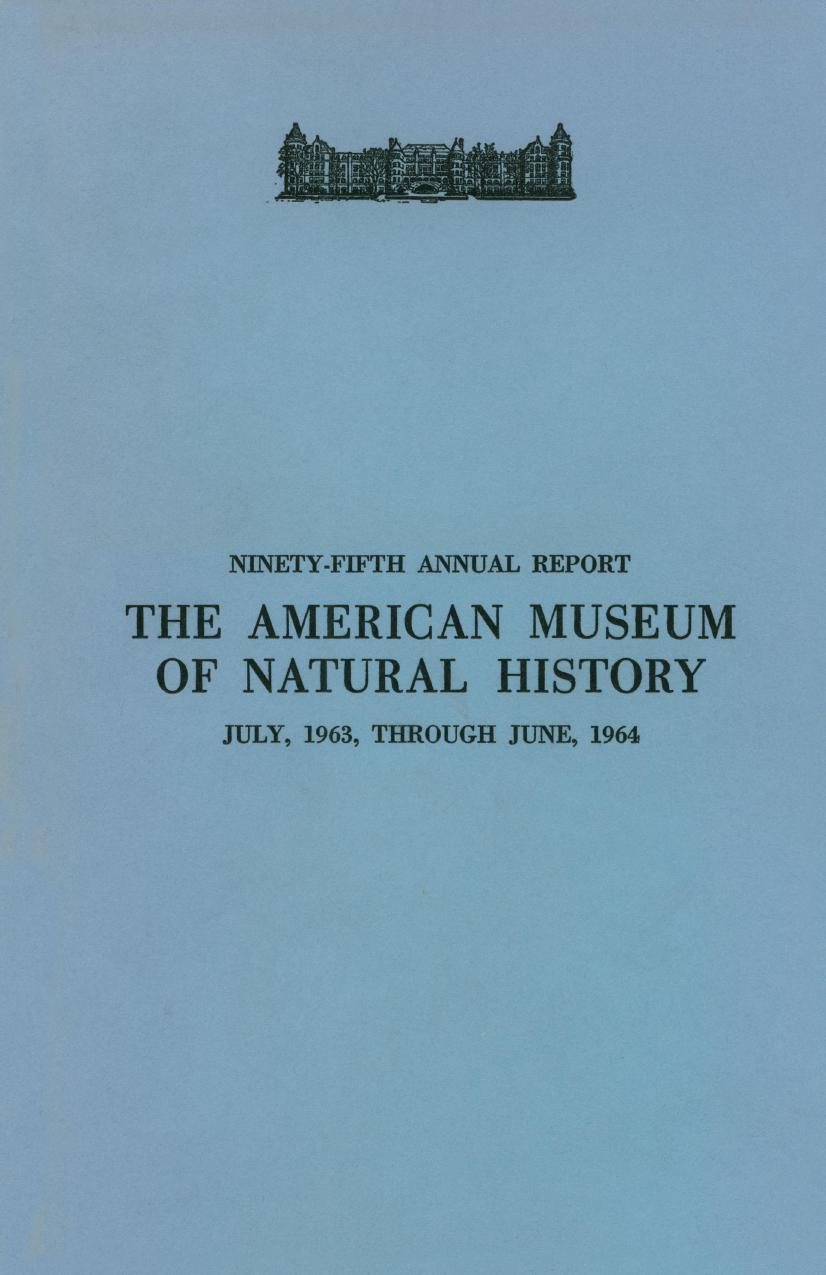 NINETY-FIFTH ANNUAL REPORT
THE AMERICAN MUSEUM
OF NATURAL HISTORY
JULY, 1963, THROUGH JUNE, 1964